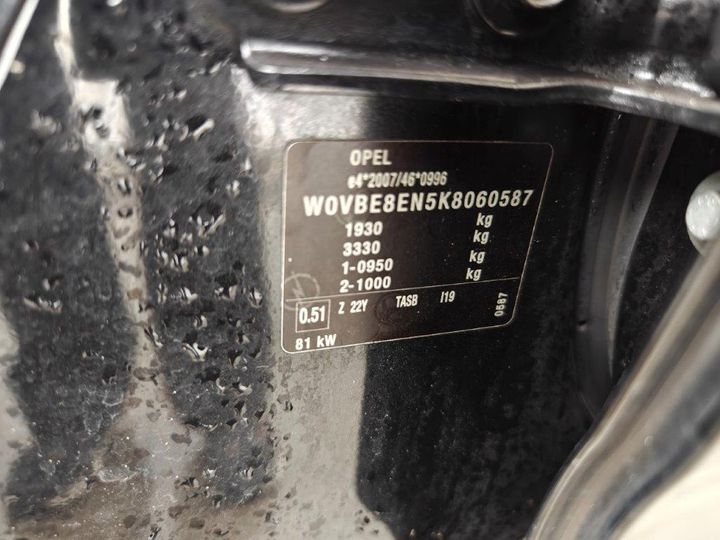 OPEL
e4*2007/46*0996
W0VBE8EN5K8060587
1930 kg
3330 kg
1-0950 kg
2-1000 kg
0.51 Z 22Y TASB I19 0587
81 kW